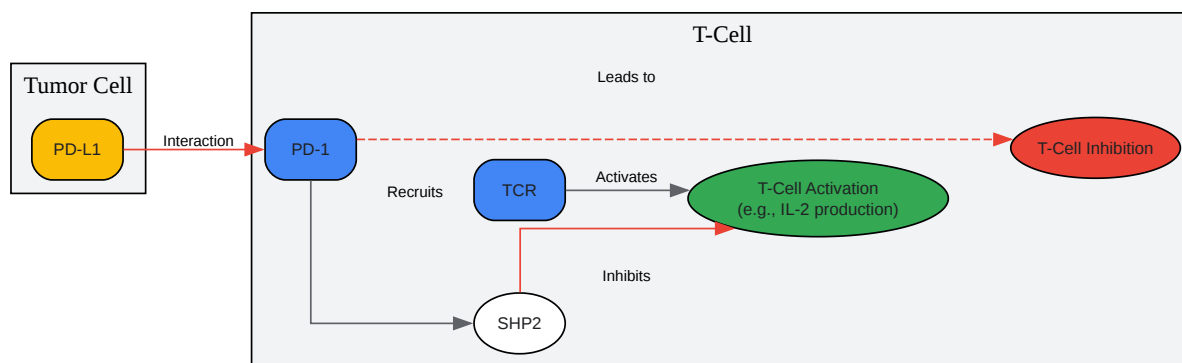 T-Cell
Leads to
Tumor Cell
PD-L1
Interaction
PD-1
T-Cell Inhibition
Recruits
TCR
Activates
T-Cell Activation
(e.g., IL-2 production)
Inhibits
SHP2